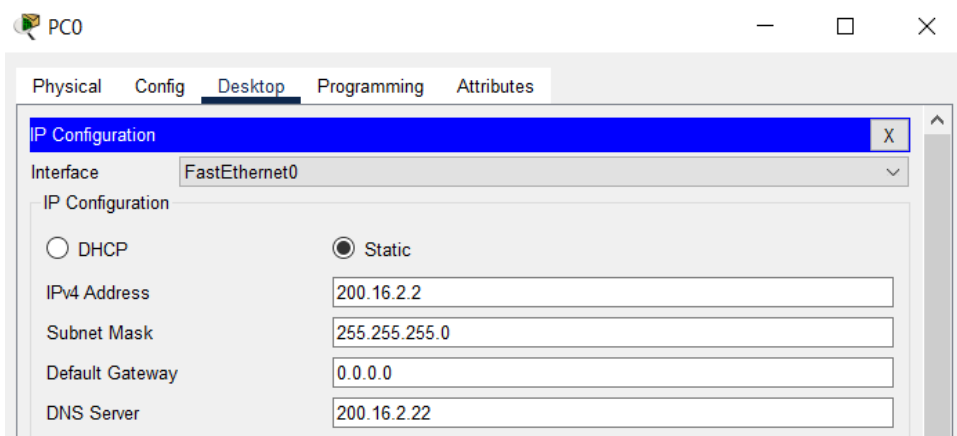 PC0
Physical Config Desktop Programming Attributes
IP Configuration X
Interface FastEthernet0
IP Configuration
DHCP Static
IPv4 Address 200.16.2.2
Subnet Mask 255.255.255.0
Default Gateway 0.0.0.0
DNS Server 200.16.2.22